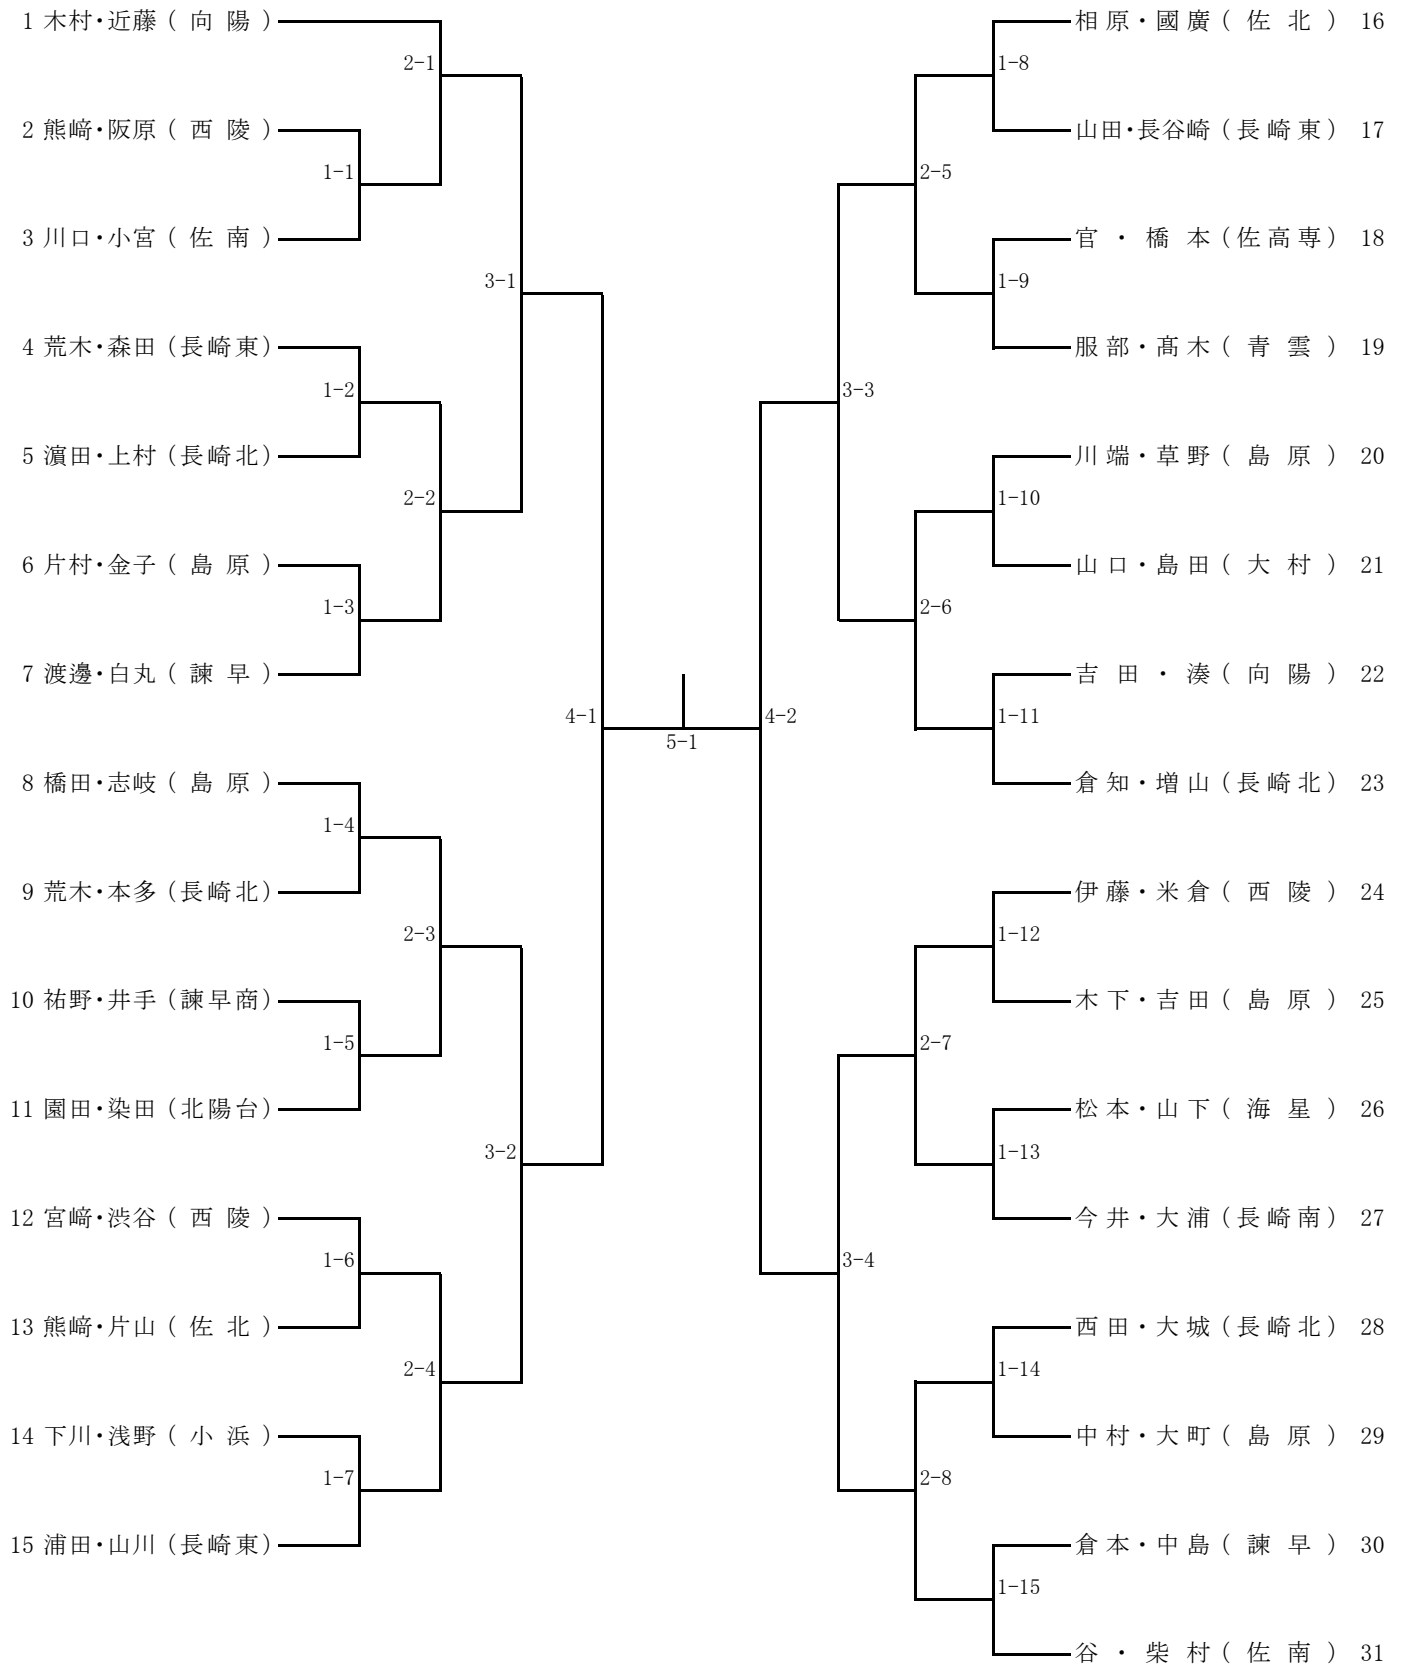 1 木村・近藤 ( 向 陽 )
2-1
2 熊﨑・阪原 ( 西 陵 )
1-1
3 川口・小宮 ( 佐 南 )
3-1
4 荒木・森田 (長崎東)
1-2
5 濵田・上村 (長崎北)
2-2
6 片村・金子 ( 島 原 )
1-3
7 渡邊・白丸 ( 諫 早 )
4-1
8 橋田・志岐 ( 島 原 )
1-4
9 荒木・本多 (長崎北)
2-3
10 祐野・井手 (諫早商)
1-5
11 園田・染田 (北陽台)
3-2
12 宮﨑・渋谷 ( 西 陵 )
1-6
13 熊﨑・片山 ( 佐 北 )
2-4
14 下川・浅野 ( 小 浜 )
1-7
15 浦田・山川 (長崎東)
5-1
相原・國廣 ( 佐 北 ) 16
1-8
山田・長谷崎 (長崎東) 17
2-5
官 ・ 橋 本 (佐高専) 18
1-9
服部・髙木 ( 青 雲 ) 19
3-3
川端・草野 ( 島 原 ) 20
1-10
山口・島田 ( 大 村 ) 21
2-6
吉 田 ・ 湊 ( 向 陽 ) 22
1-11
倉知・増山 (長崎北) 23
4-2
伊藤・米倉 ( 西 陵 ) 24
1-12
木下・吉田 ( 島 原 ) 25
2-7
松本・山下 ( 海 星 ) 26
1-13
今井・大浦 (長崎南) 27
3-4
西田・大城 (長崎北) 28
1-14
中村・大町 ( 島 原 ) 29
2-8
倉本・中島 ( 諫 早 ) 30
1-15
谷 ・ 柴 村 ( 佐 南 ) 31